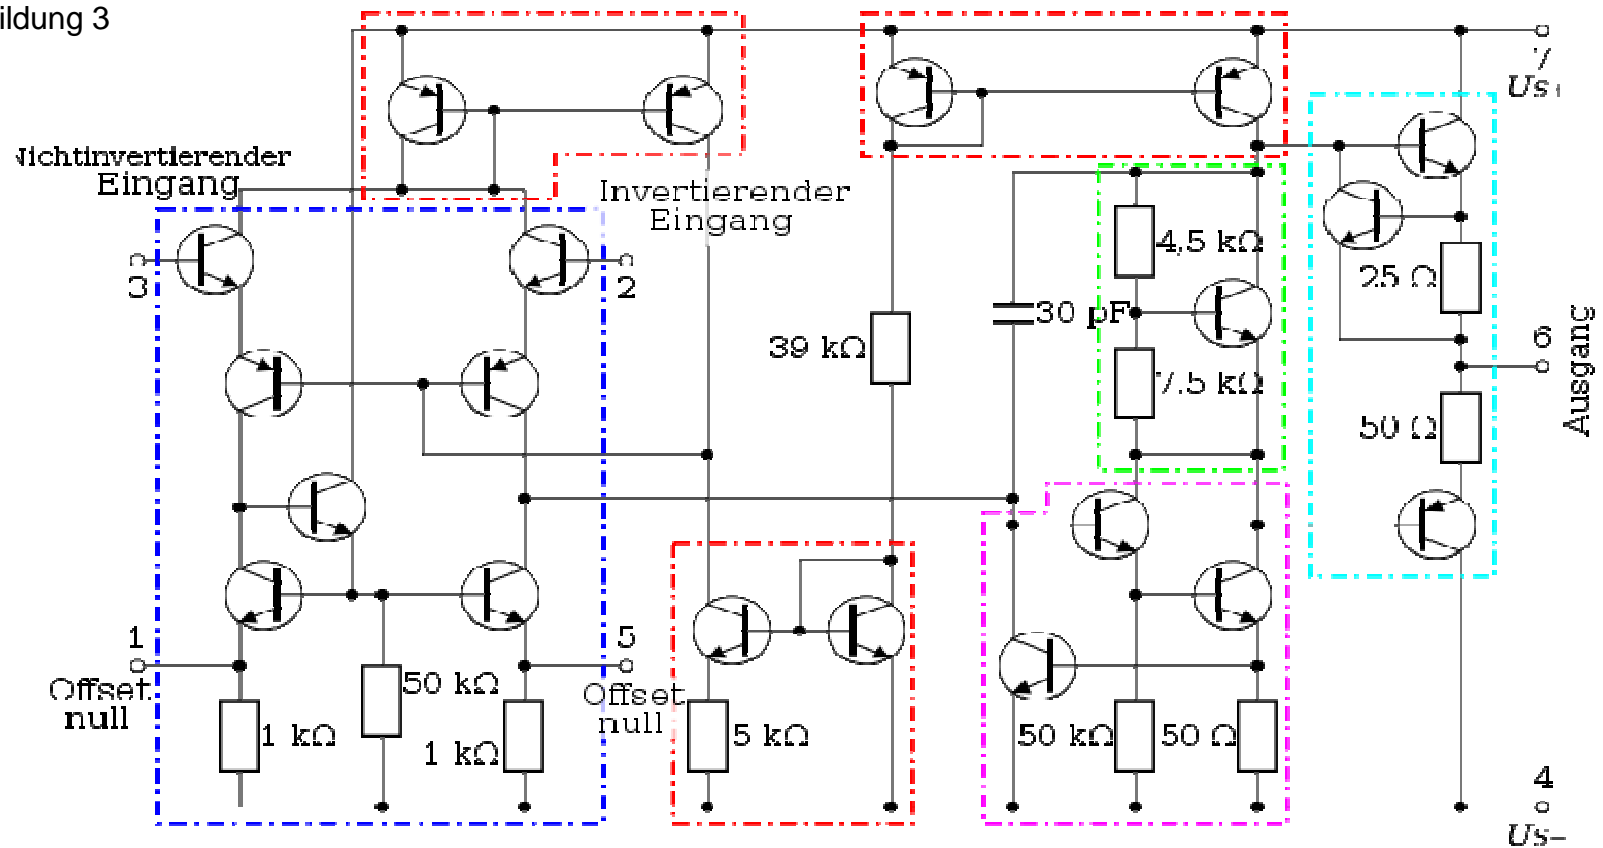 ildung 3
7
US+
Nichtinvertierender
Eingang
Invertierender
Eingang
3
2
4,5 kΩ
25 Ω
30 pF
39 kΩ
7.5 kΩ
6
Ausgang
50 Ω
1
5
Offset
null
50 kΩ
Offset
null
1 kΩ
1 kΩ
5 kΩ
50 kΩ
50 Ω
4
US−